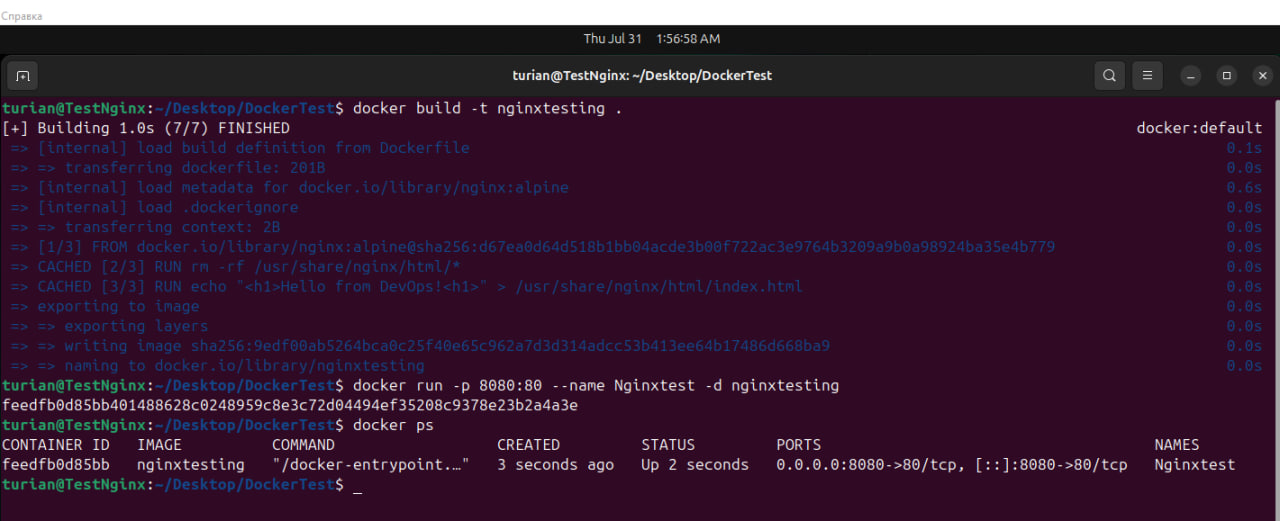 Справка
Thu Jul 31 1:56:58 AM
turian@TestNginx: ~/Desktop/DockerTest
turian@TestNginx:~/Desktop/DockerTest$ docker build -t nginxtesting .
[+] Building 1.0s (7/7) FINISHED docker:default
=> [internal] load build definition from Dockerfile 0.1s
=> => transferring dockerfile: 201B 0.0s
=> [internal] load metadata for docker.io/library/nginx:alpine 0.6s
=> [internal] load .dockerignore 0.0s
=> => transferring context: 2B 0.0s
=> [1/3] FROM docker.io/library/nginx:alpine@sha256:d67ea0d64d518b1bb04acde3b00f722ac3e9764b3209a9b0a98924ba35e4b779 0.0s
=> CACHED [2/3] RUN rm -rf /usr/share/nginx/html/* 0.0s
=> CACHED [3/3] RUN echo "<h1>Hello from DevOps!<h1>" > /usr/share/nginx/html/index.html 0.0s
=> exporting to image 0.0s
=> => exporting layers 0.0s
=> => writing image sha256:9edf00ab5264bca0c25f40e65c962a7d3d314adcc53b413ee64b17486d668ba9 0.0s
=> => naming to docker.io/library/nginxtesting 0.0s
turian@TestNginx:~/Desktop/DockerTest$ docker run -p 8080:80 --name Nginxtest -d nginxtesting
feedfb0d85bb401488628c0248959c8e3c72d04494ef35208c9378e23b2a4a3e
turian@TestNginx:~/Desktop/DockerTest$ docker ps
CONTAINER ID IMAGE COMMAND CREATED STATUS PORTS NAMES
feedfb0d85bb nginxtesting "/docker-entrypoint.…" 3 seconds ago Up 2 seconds 0.0.0.0:8080->80/tcp, [::]:8080->80/tcp Nginxtest
turian@TestNginx:~/Desktop/DockerTest$ _